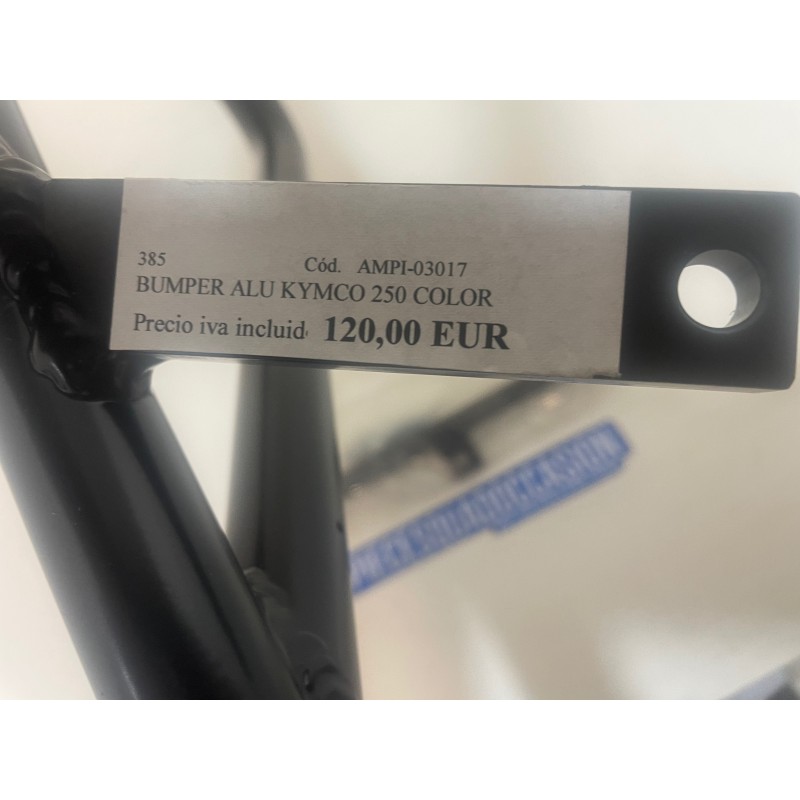 385 Cód. AMPI-03017
BUMPER ALU KYMCO 250 COLOR
Precio iva incluid 120,00 EUR